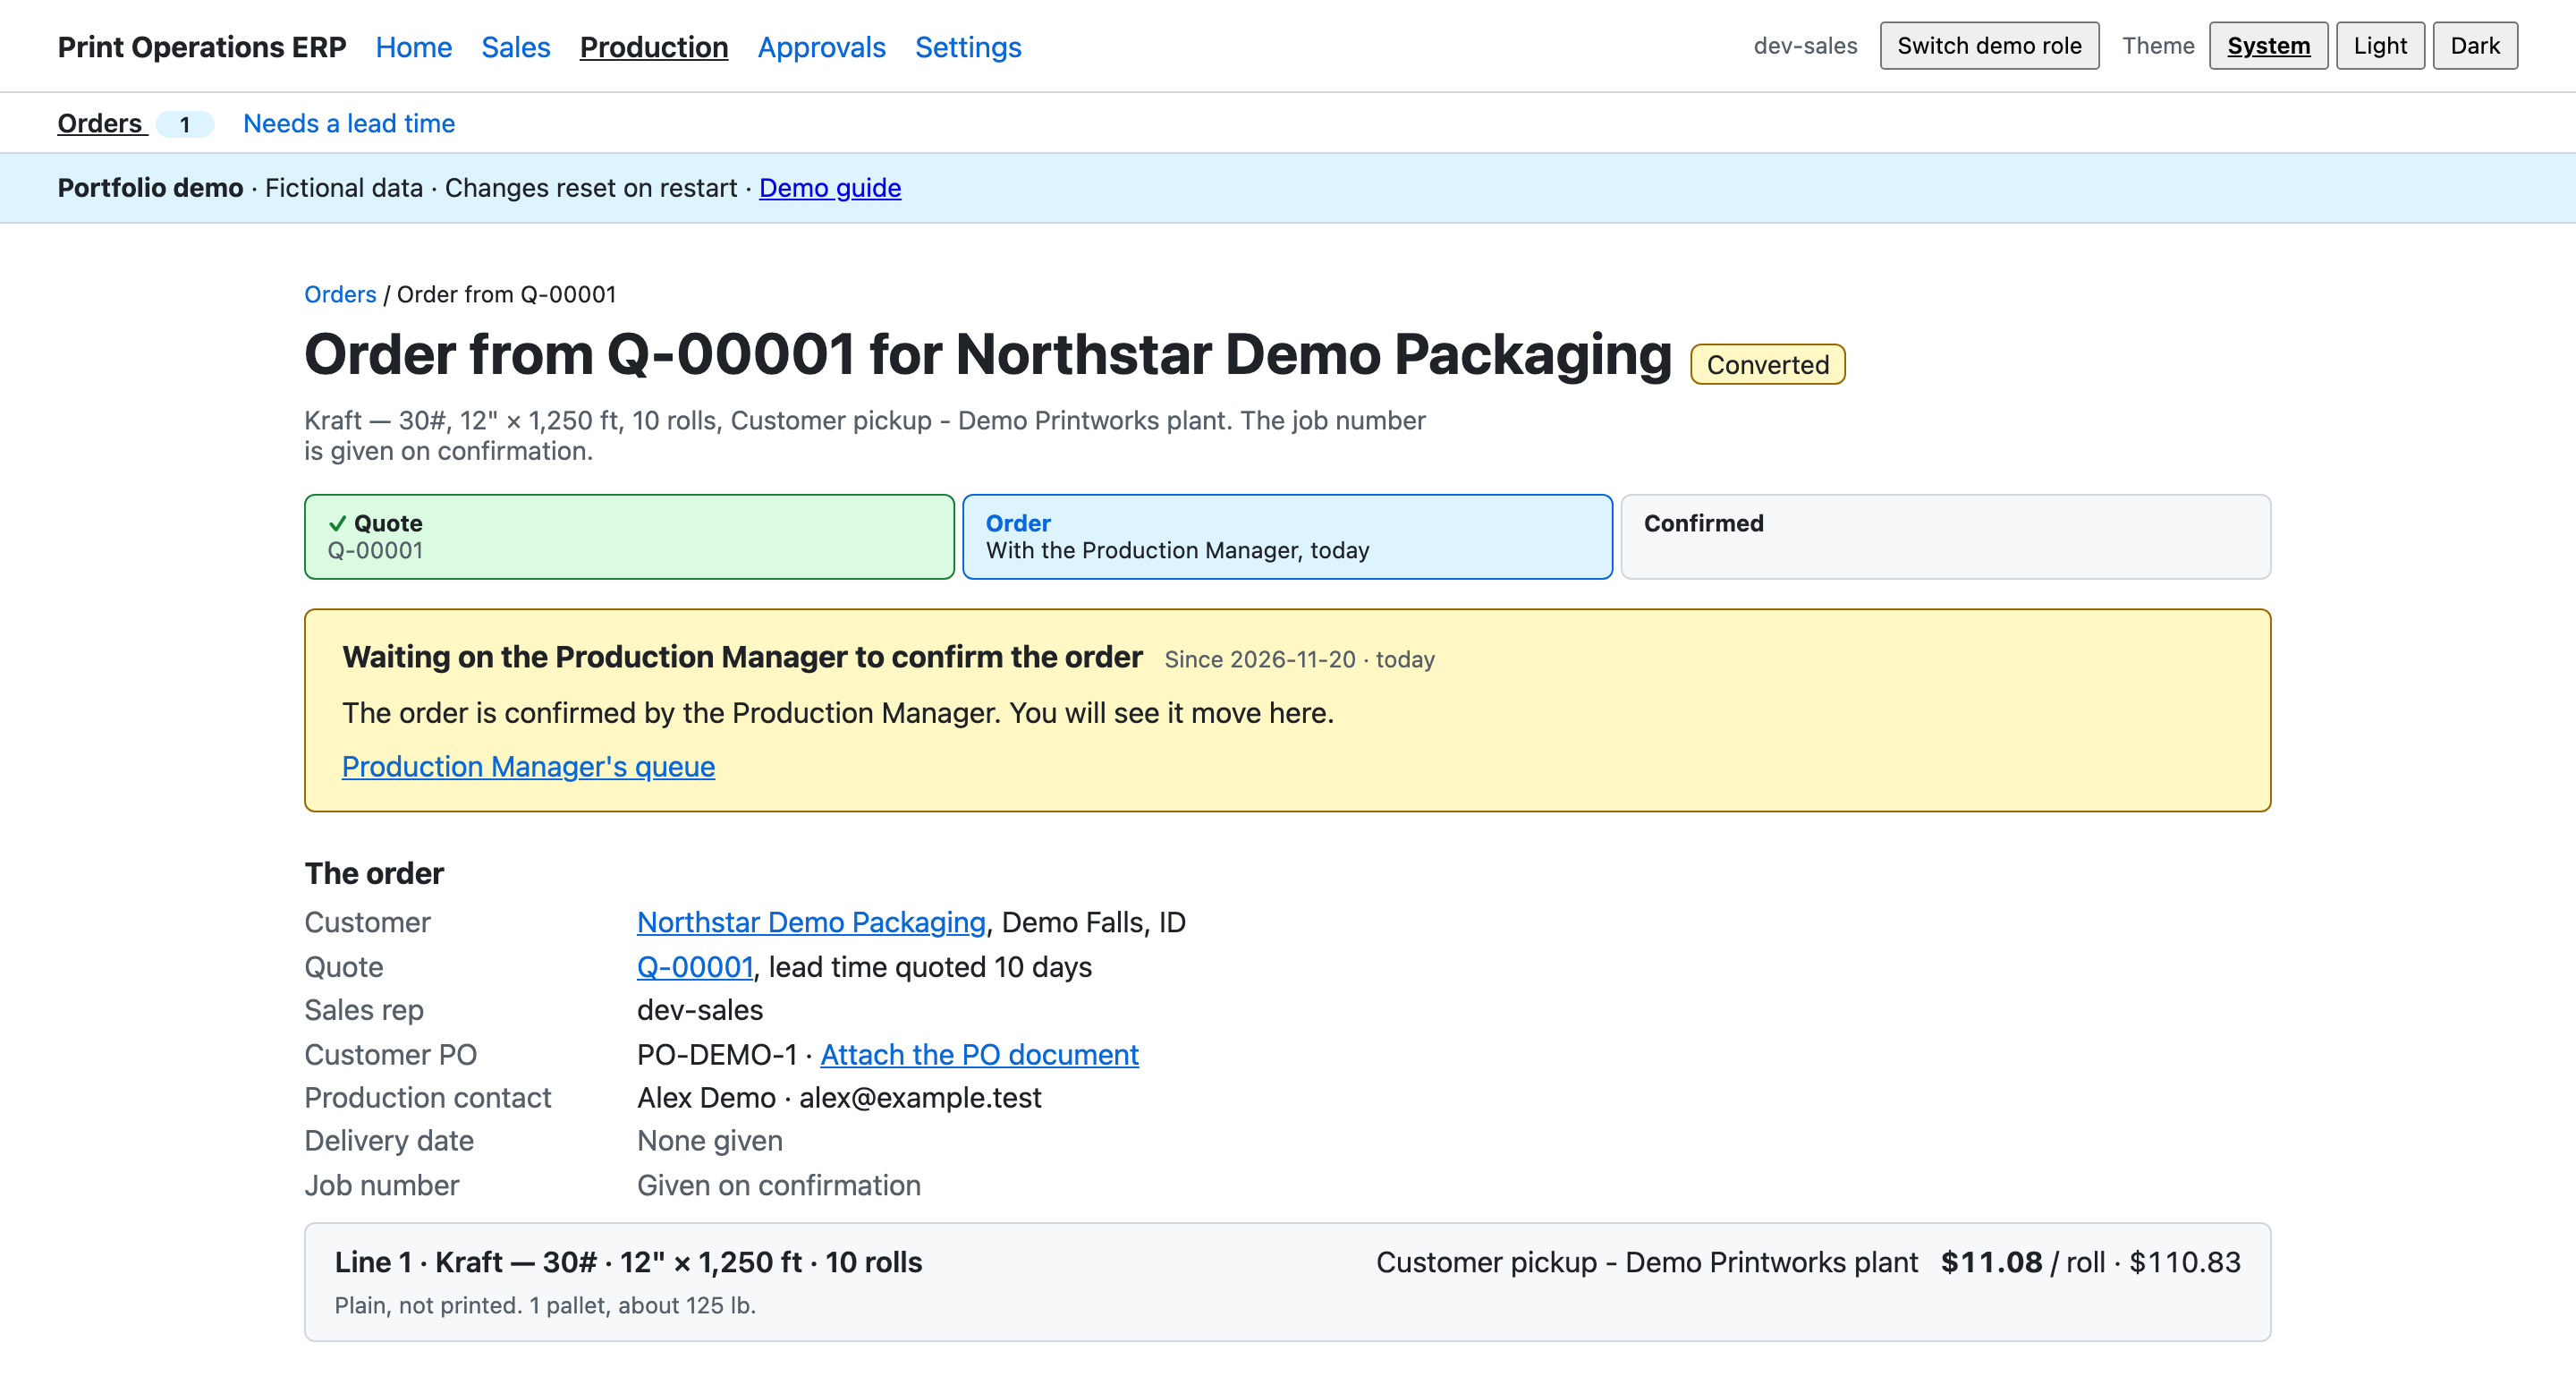 Print Operations ERP Home Sales Production Approvals Settings dev-sales Switch demo role Theme System Light Dark
Orders 1 Needs a lead time
Portfolio demo · Fictional data · Changes reset on restart · Demo guide
Orders / Order from Q-00001
Order from Q-00001 for Northstar Demo Packaging Converted
Kraft — 30#, 12" × 1,250 ft, 10 rolls, Customer pickup - Demo Printworks plant. The job number
is given on confirmation.
✓ Quote
Q-00001
Order
With the Production Manager, today
Confirmed
Waiting on the Production Manager to confirm the order Since 2026-11-20 · today
The order is confirmed by the Production Manager. You will see it move here.
Production Manager's queue
The order
Customer Northstar Demo Packaging, Demo Falls, ID
Quote Q-00001, lead time quoted 10 days
Sales rep dev-sales
Customer PO PO-DEMO-1 · Attach the PO document
Production contact Alex Demo · alex@example.test
Delivery date None given
Job number Given on confirmation
Line 1 · Kraft — 30# · 12" × 1,250 ft · 10 rolls Customer pickup - Demo Printworks plant $11.08 / roll · $110.83
Plain, not printed. 1 pallet, about 125 lb.